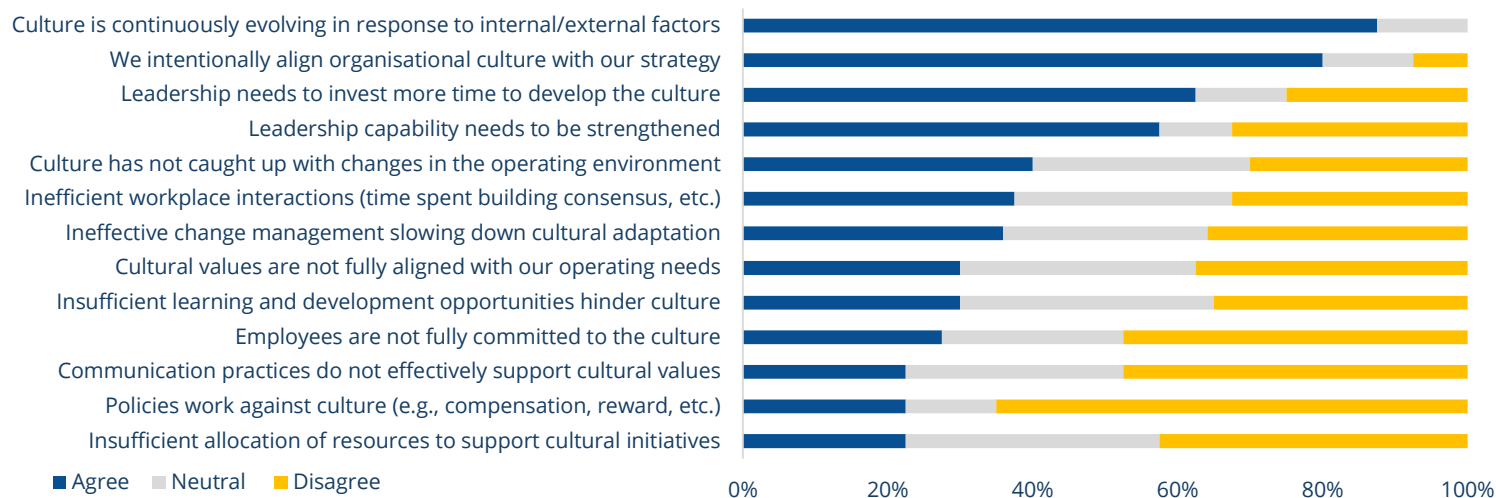 Culture is continuously evolving in response to internal/external factors
We intentionally align organisational culture with our strategy
Leadership needs to invest more time to develop the culture
Leadership capability needs to be strengthened
Culture has not caught up with changes in the operating environment
Inefficient workplace interactions (time spent building consensus, etc.)
Ineffective change management slowing down cultural adaptation
Cultural values are not fully aligned with our operating needs
Insufficient learning and development opportunities hinder culture
Employees are not fully committed to the culture
Communication practices do not effectively support cultural values
Policies work against culture (e.g., compensation, reward, etc.)
Insufficient allocation of resources to support cultural initiatives
Agree Neutral Disagree
0% 20% 40% 60% 80% 100%